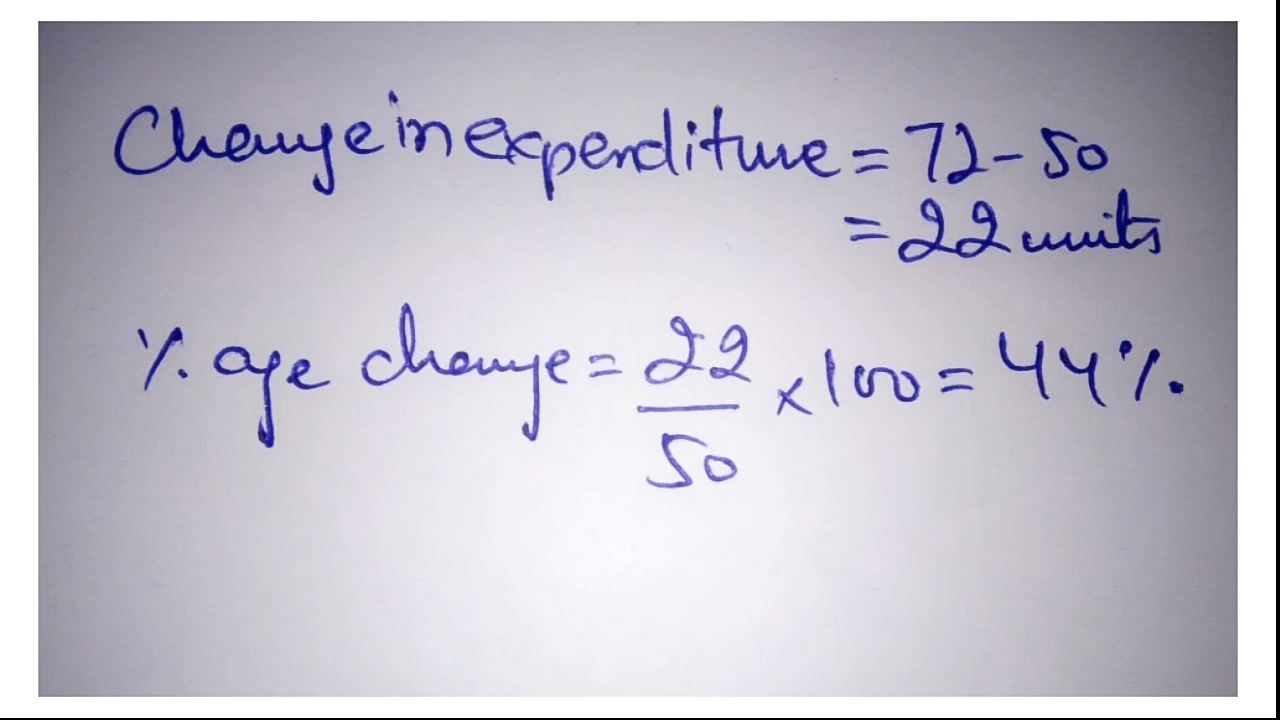 Change in expenditure = 72 - 50
= 22 units
% age change = 22/50 × 100 = 44%.